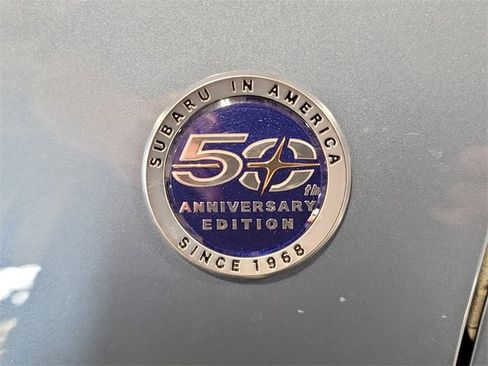 SUBARU IN AMERICA
50th
ANNIVERSARY
EDITION
SINCE 1968